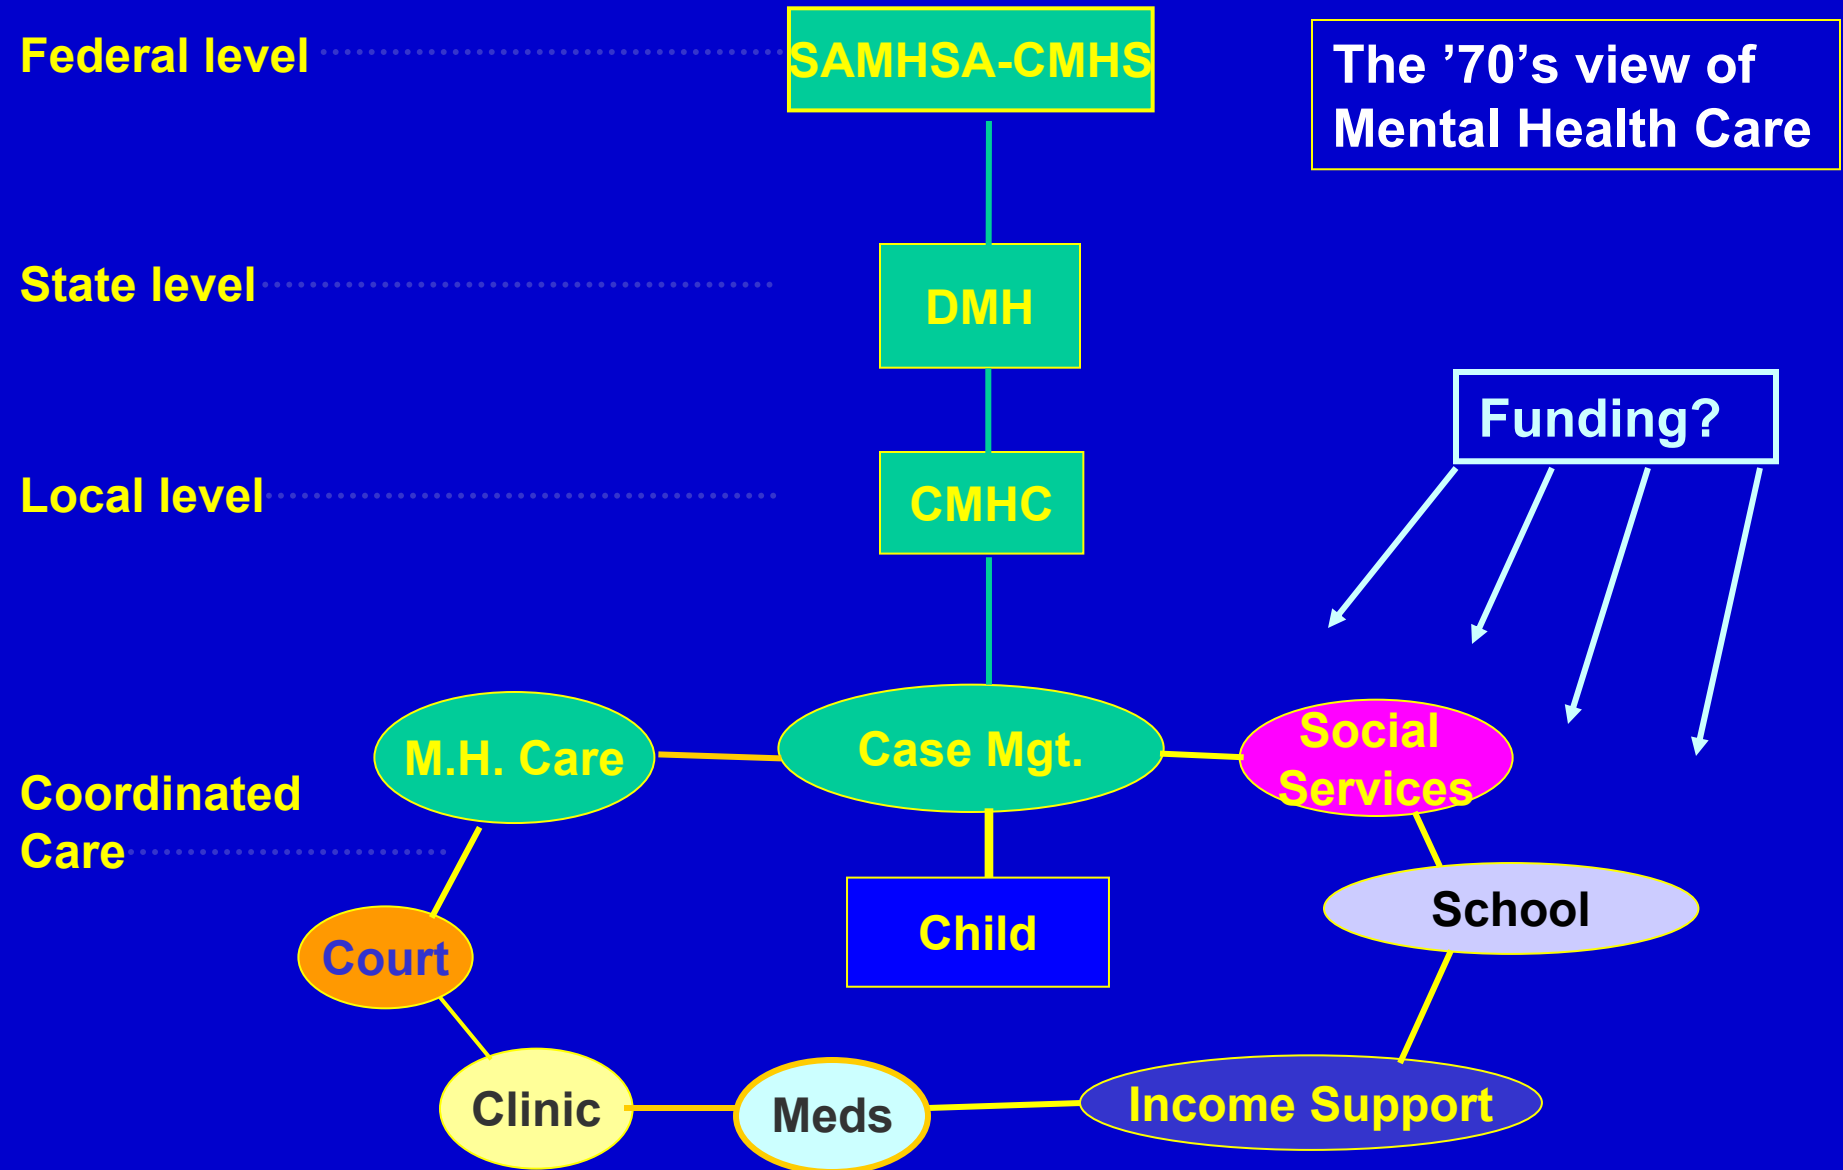 Federal level
SAMHSA-CMHS
The ’70’s view of
Mental Health Care
State level
DMH
Funding?
Local level
CMHC
M.H. Care
Case Mgt.
Social
Services
Coordinated
Care
School
Child
Court
Clinic
Meds
Income Support